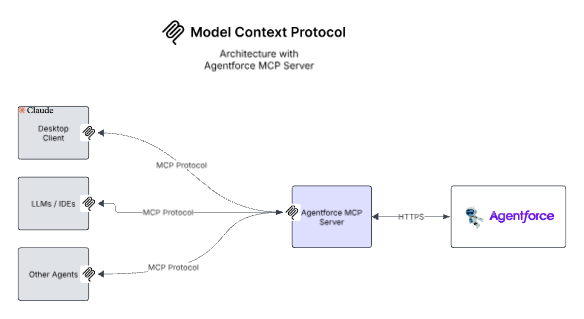 Model Context Protocol
Architecture with
Agentforce MCP Server
Claude
Desktop
Client
MCP Protocol
LLMs / IDEs
MCP Protocol
Agentforce MCP
Server
HTTPS
Agentforce
Other Agents
MCP Protocol